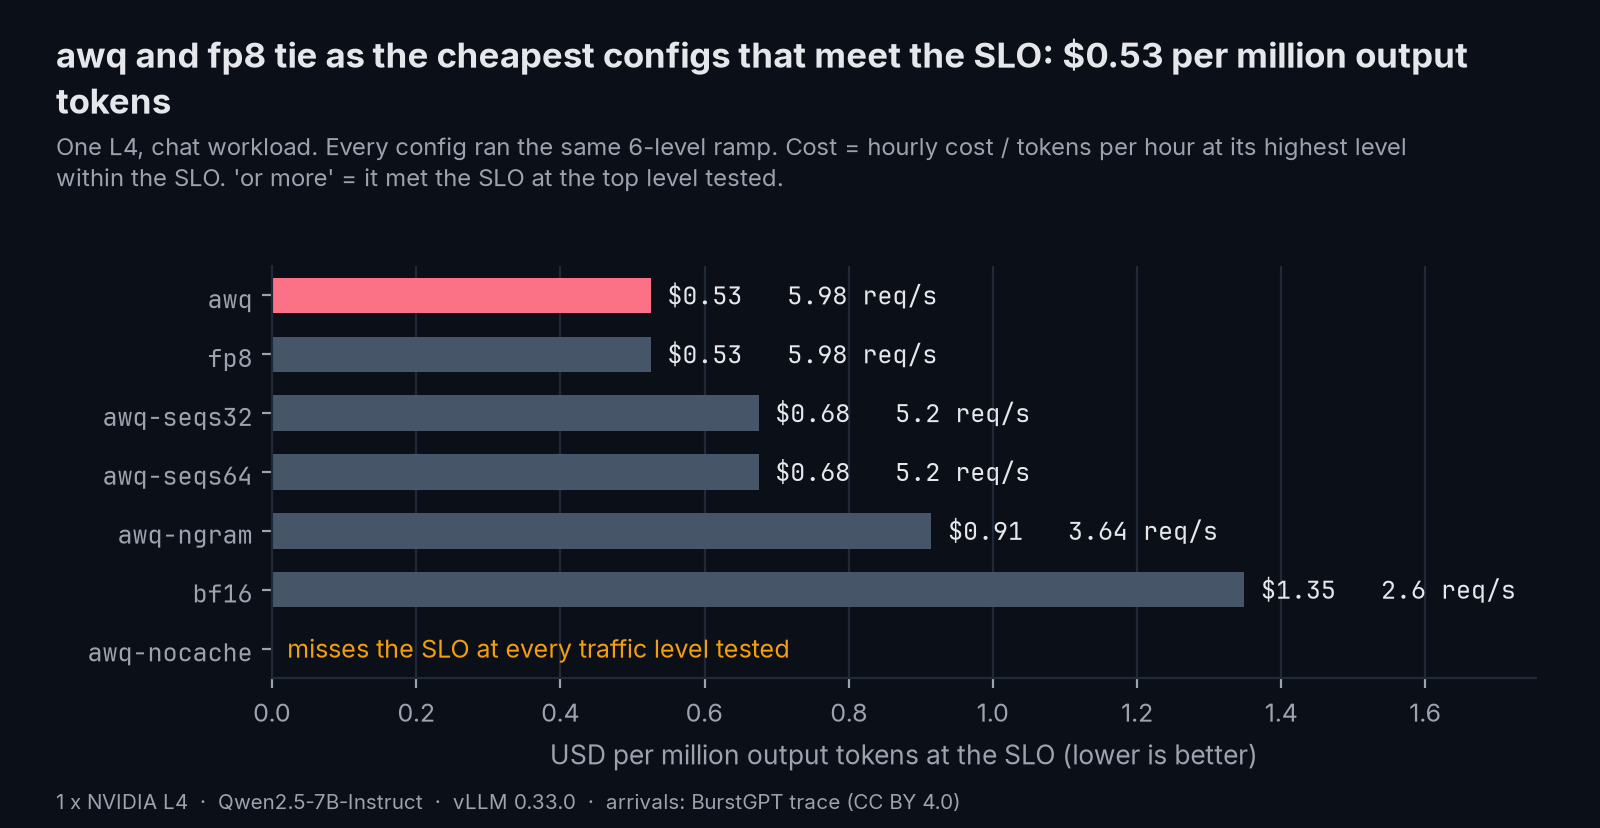 awq and fp8 tie as the cheapest configs that meet the SLO: $0.53 per million output
tokens
One L4, chat workload. Every config ran the same 6-level ramp. Cost = hourly cost / tokens per hour at its highest level
within the SLO. 'or more' = it met the SLO at the top level tested.
awq $0.53 5.98 req/s
fp8 $0.53 5.98 req/s
awq-seqs32 $0.68 5.2 req/s
awq-seqs64 $0.68 5.2 req/s
awq-ngram $0.91 3.64 req/s
bf16 $1.35 2.6 req/s
awq-nocache misses the SLO at every traffic level tested
0.0 0.2 0.4 0.6 0.8 1.0 1.2 1.4 1.6
USD per million output tokens at the SLO (lower is better)
1 x NVIDIA L4 · Qwen2.5-7B-Instruct · vLLM 0.33.0 · arrivals: BurstGPT trace (CC BY 4.0)